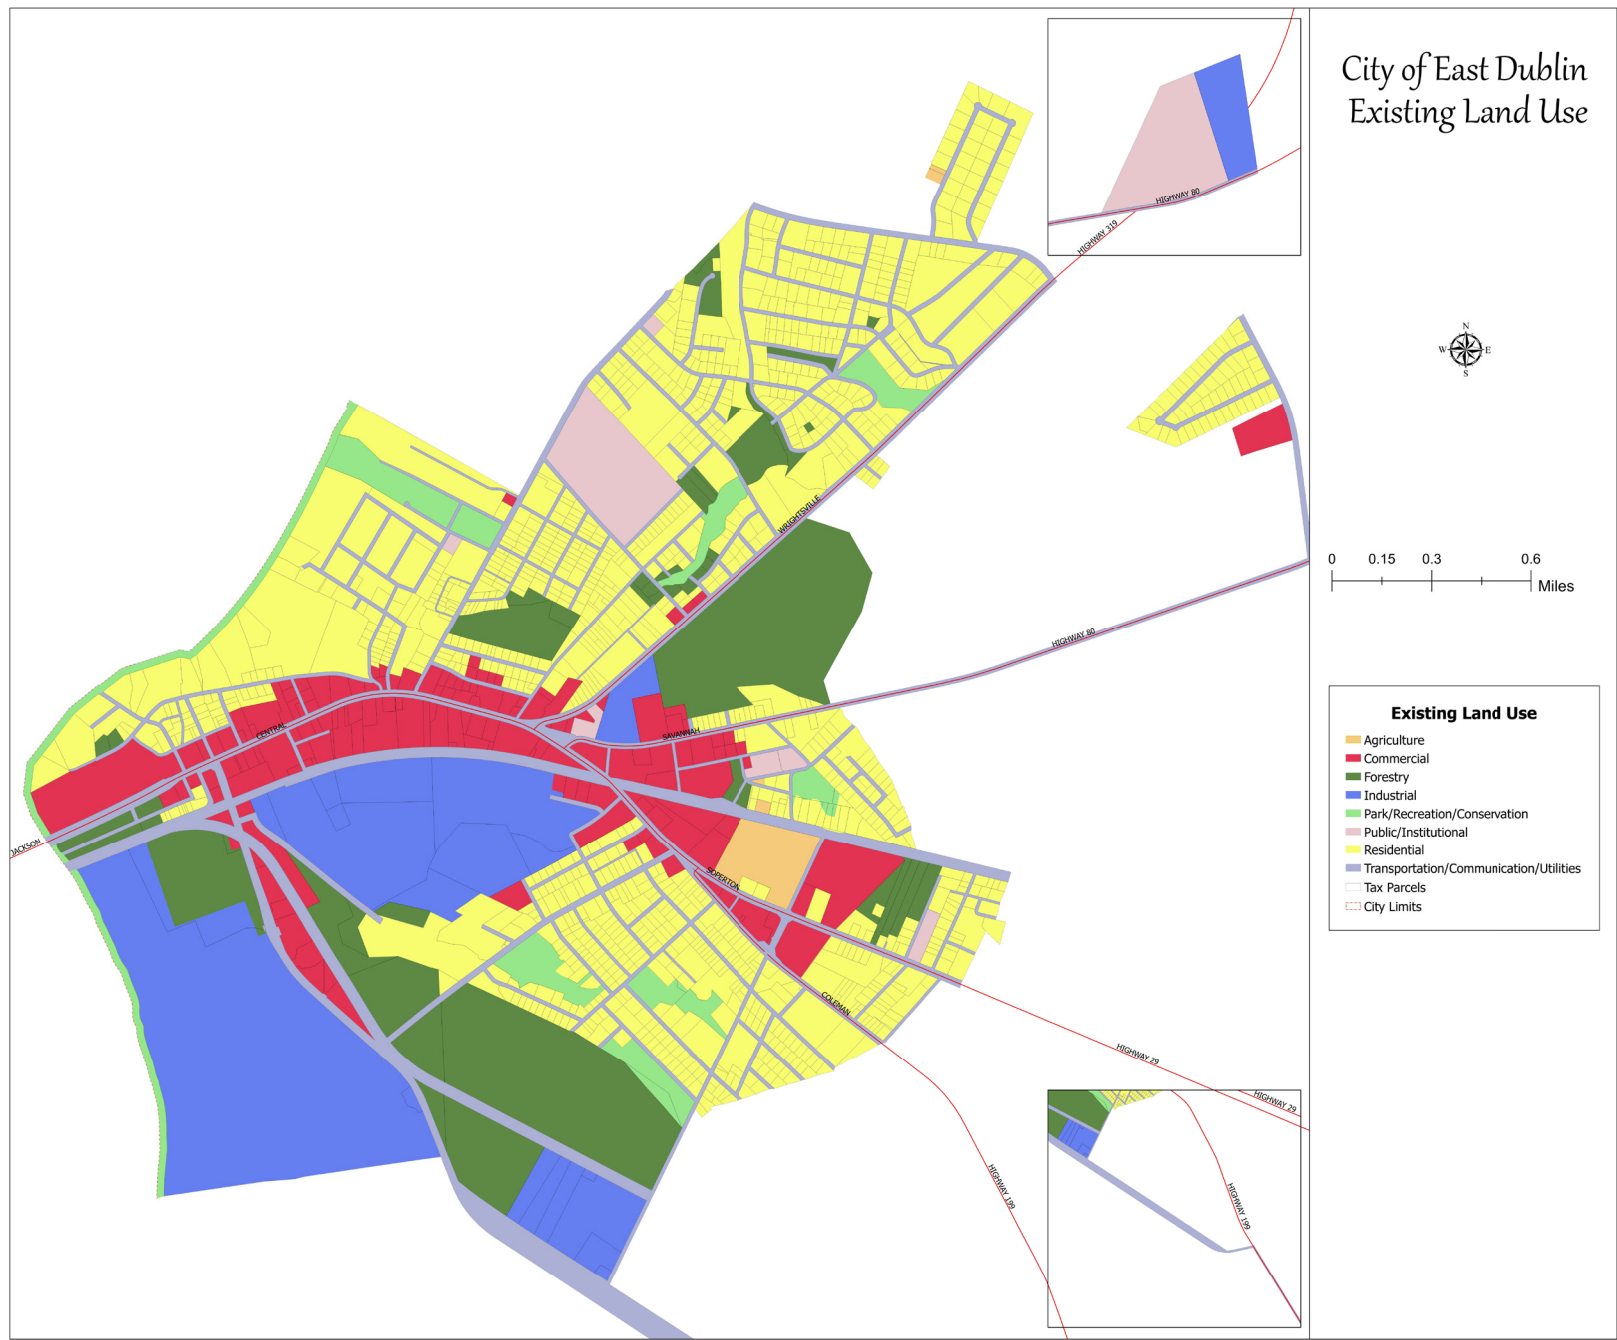 City of East Dublin
Existing Land Use
HIGHWAY 80
HIGHWAY 319
N
W E
S
WRIGHTSVILLE
0 0.15 0.3 0.6
Miles
HIGHWAY 80
CENTRAL
SAVANNAH
JACKSON
SOPERTON
COLEMAN
Existing Land Use
Agriculture
Commercial
Forestry
Industrial
Park/Recreation/Conservation
Public/Institutional
Residential
Transportation/Communication/Utilities
Tax Parcels
City Limits
HIGHWAY 29
HIGHWAY 29
HIGHWAY 199
HIGHWAY 199